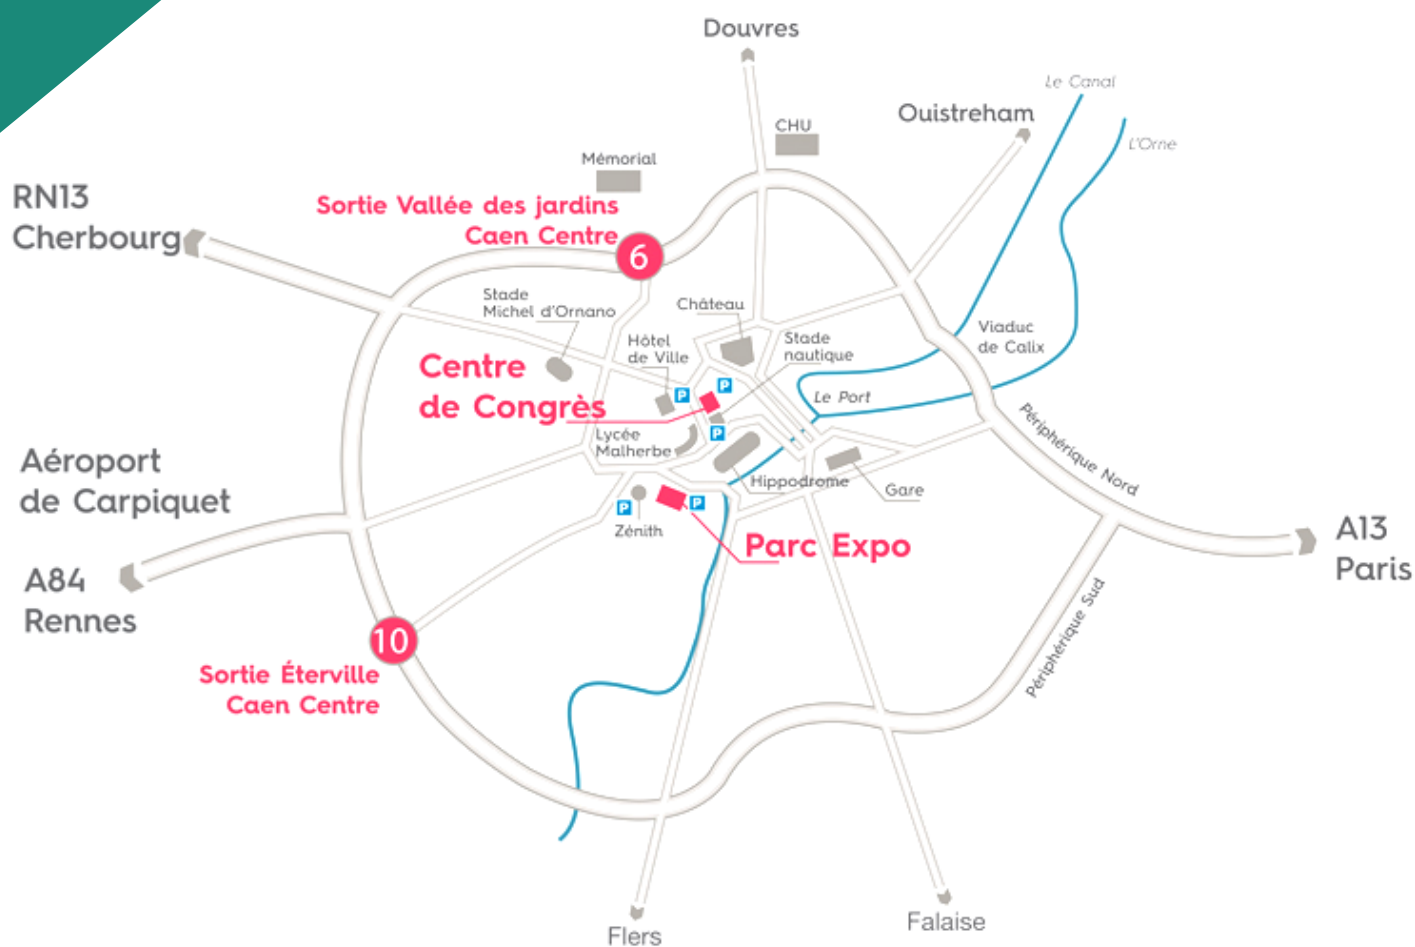 Douvres
Le Canal
Ouistreham
CHU
L'Orne
Mémorial
RN13
Cherbourg
Sortie Vallée des jardins
Caen Centre
6
Stade
Michel d'Ornano
Château
Hôtel
de Ville
Stade
nautique
Viaduc
de Calix
Centre
de Congrès
P
P
Le Port
P
Lycée
Malherbe
Périphérique Nord
Aéroport
de Carpiquet
Hippodrome
Gare
P
P
Zénith
Parc Expo
A13
Paris
A84
Rennes
10
Périphérique Sud
Sortie Éterville
Caen Centre
Flers
Falaise